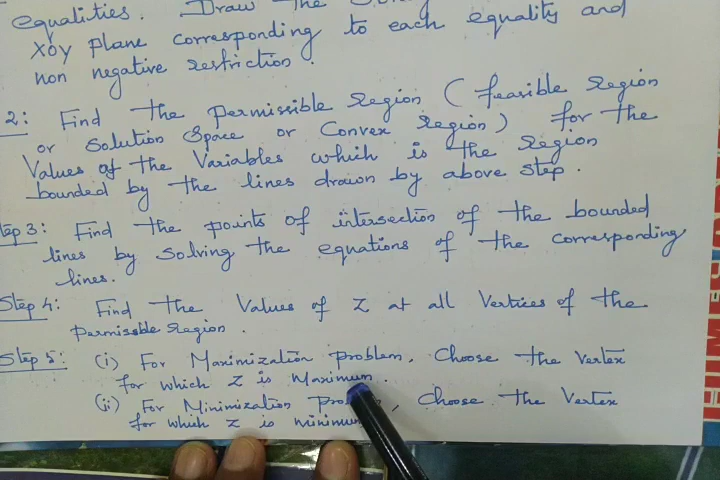 equalities. Draw the
XOY plane corresponding to each equality and
non negative restriction.
2: Find the permissible Region (feasible Region
or Solution Space or Convex Region) for the
Values of the Variables which is the region
bounded by the lines drawn by above step.
tep 3: Find the points of intersection of the bounded
lines by Solving the equations of the corresponding
lines.
Step 4: Find the Values of Z at all Vertices of the
Permissable Region.
Step 5: (i) For Maximization problem, Choose the Vertex
for which Z is Maximum.
(ii) For Minimization pro , Choose the Vertex
for which Z is minimum